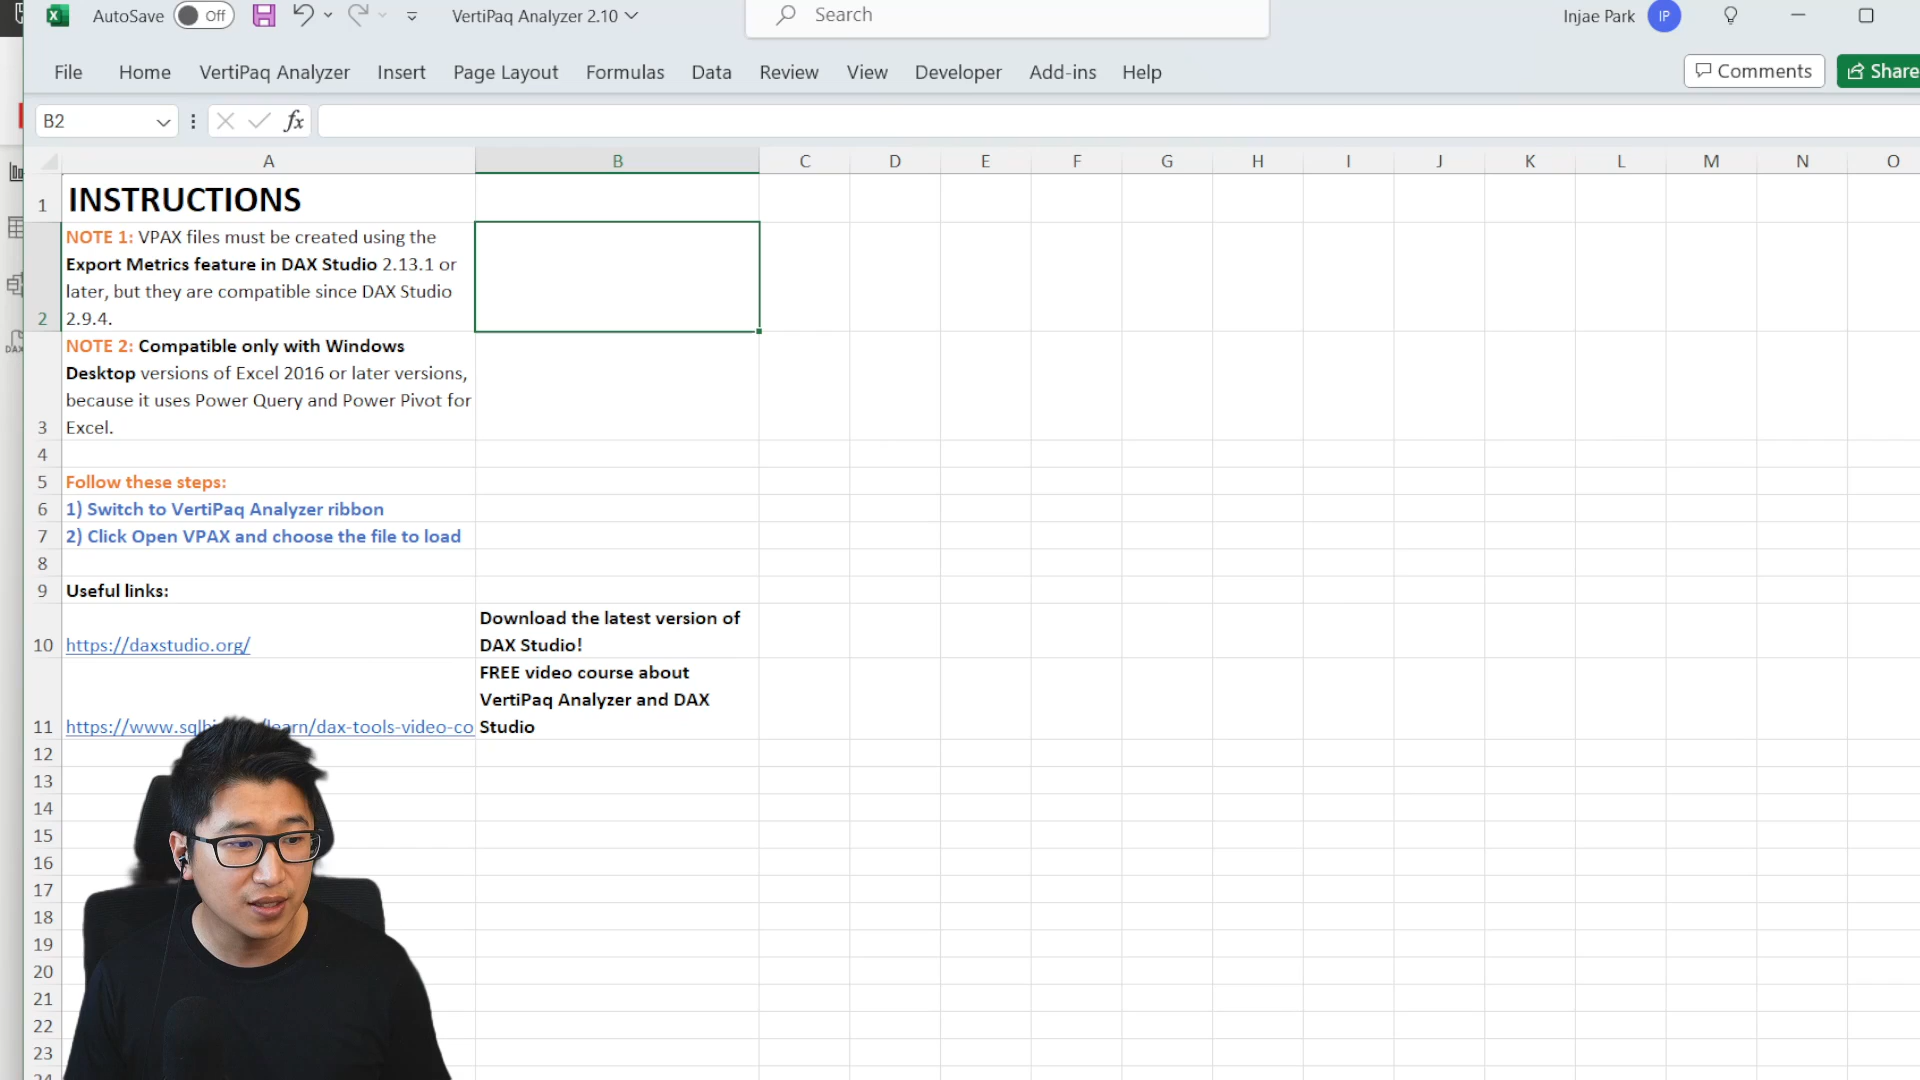 AutoSave Off VertiPaq Analyzer 2.10 Search Injae Park IP
File Home VertiPaq Analyzer Insert Page Layout Formulas Data Review View Developer Add-ins Help Comments Share
B2 fx
A B C D E F G H I J K L M N O
1 INSTRUCTIONS
NOTE 1: VPAX files must be created using the
Export Metrics feature in DAX Studio 2.13.1 or
later, but they are compatible since DAX Studio
2 2.9.4.
NOTE 2: Compatible only with Windows
Desktop versions of Excel 2016 or later versions,
because it uses Power Query and Power Pivot for
3 Excel.
4
5 Follow these steps:
6 1) Switch to VertiPaq Analyzer ribbon
7 2) Click Open VPAX and choose the file to load
8
9 Useful links:
Download the latest version of
10 https://daxstudio.org/ DAX Studio!
FREE video course about
VertiPaq Analyzer and DAX
11 https://www.sqlbi /learn/dax-tools-video-co Studio
12
13
14
15
16
17
18
19
20
21
22
23
24